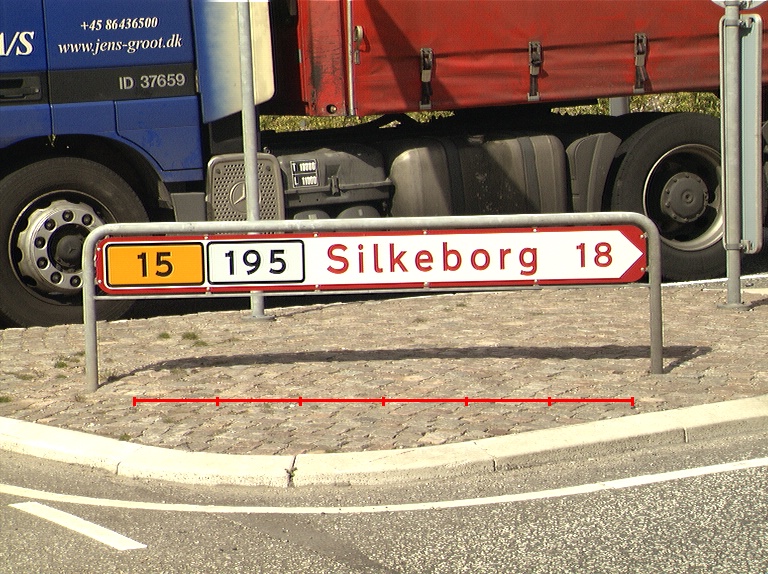 A/S
+45 86436500
www.jens-groot.dk
ID 37659
15 195 Silkeborg 18